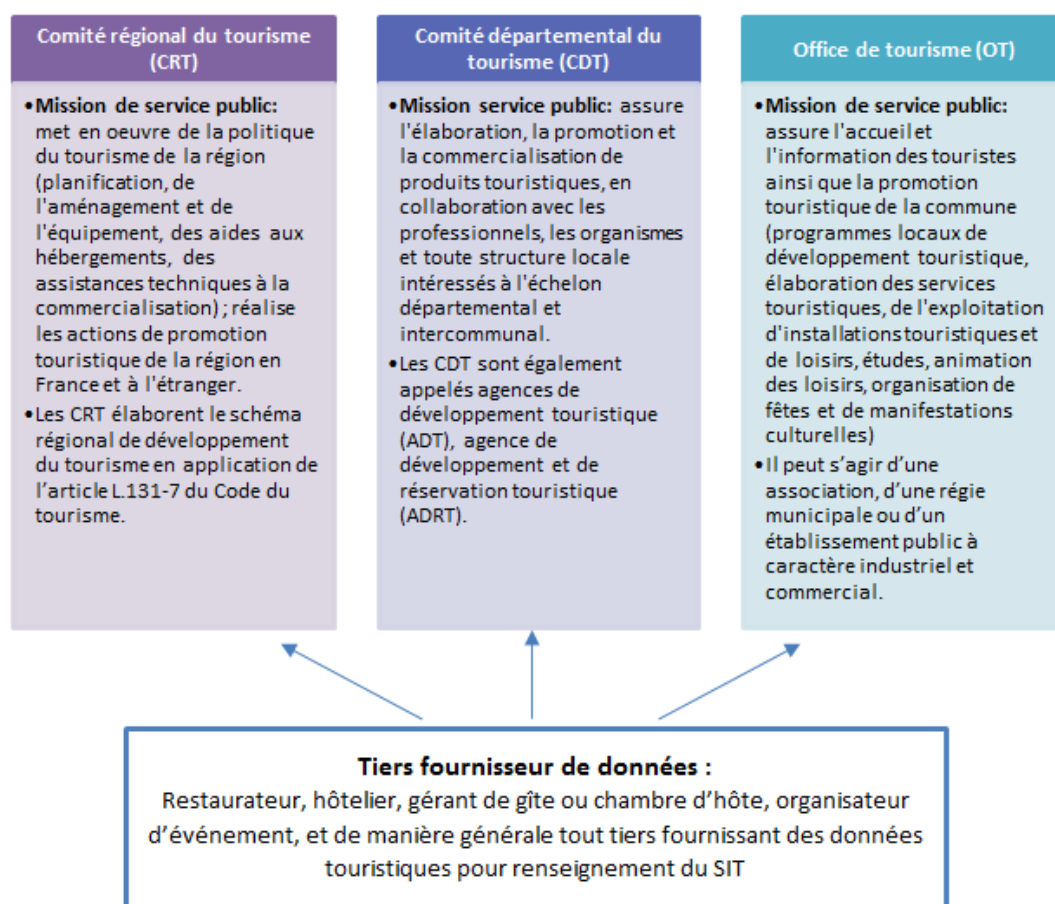 Comité régional du tourisme
(CRT)
•Mission de service public:
met en oeuvre de la politique
du tourisme de la région
(planification, de
l'aménagement et de
l'équipement, des aides aux
hébergements, des
assistances techniques à la
commercialisation) ; réalise
les actions de promotion
touristique de la région en
France et à l'étranger.
•Les CRT élaborent le schéma
régional de développement
du tourisme en application de
l’article L.131-7 du Code du
tourisme.
Comité départemental du
tourisme (CDT)
•Mission service public: assure
l'élaboration, la promotion et
la commercialisation de
produits touristiques, en
collaboration avec les
professionnels, les organismes
et toute structure locale
intéressés à l'échelon
départemental et
intercommunal.
•Les CDT sont également
appelés agences de
développement touristique
(ADT), agence de
développement et de
réservation touristique
(ADRT).
Office de tourisme (OT)
•Mission de service public:
assure l'accueil et
l'information des touristes
ainsi que la promotion
touristique de la commune
(programmes locaux de
développement touristique,
élaboration des services
touristiques, de l'exploitation
d'installations touristiques et
de loisirs, études, animation
des loisirs, organisation de
fêtes et de manifestations
culturelles)
•Il peut s’agir d’une
association, d’une régie
municipale ou d’un
établissement public à
caractère industriel et
commercial.
Tiers fournisseur de données :
Restaurateur, hôtelier, gérant de gîte ou chambre d’hôte, organisateur
d’événement, et de manière générale tout tiers fournissant des données
touristiques pour renseignement du SIT